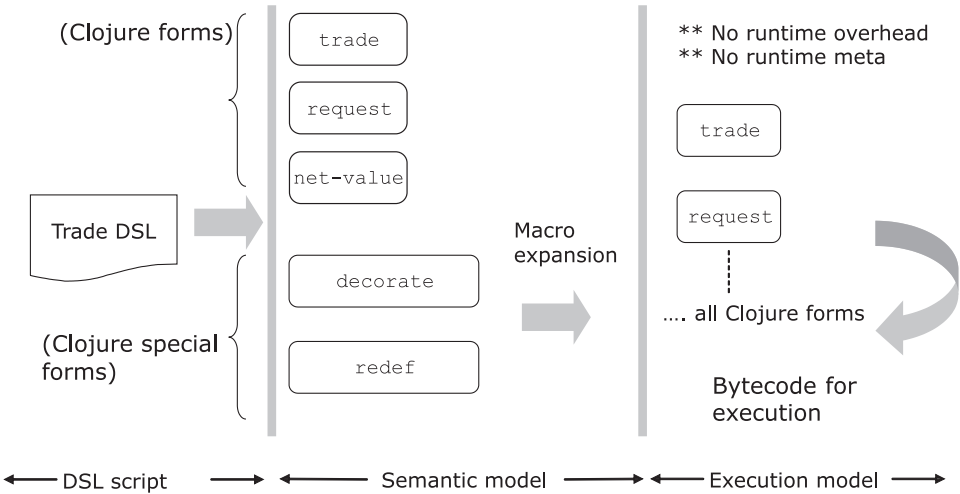 (Clojure forms)
Trade DSL
(Clojure special
forms)
trade
request
net-value
decorate
redef
Macro
expansion
** No runtime overhead
** No runtime meta
trade
request
.... all Clojure forms
Bytecode for
execution
DSL script
Semantic model
Execution model